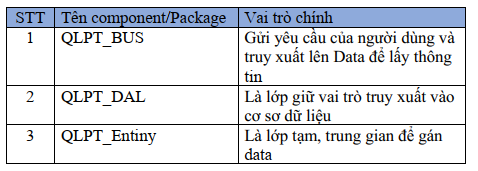 STT Tên component/Package Vai trò chính
1 QLPT_BUS Gửi yêu cầu của người dùng và
truy xuất lên Data để lấy thông
tin
2 QLPT_DAL Là lớp giữ vai trò truy xuất vào
cơ sơ dữ liệu
3 QLPT_Entiny Là lớp tạm, trung gian để gán
data